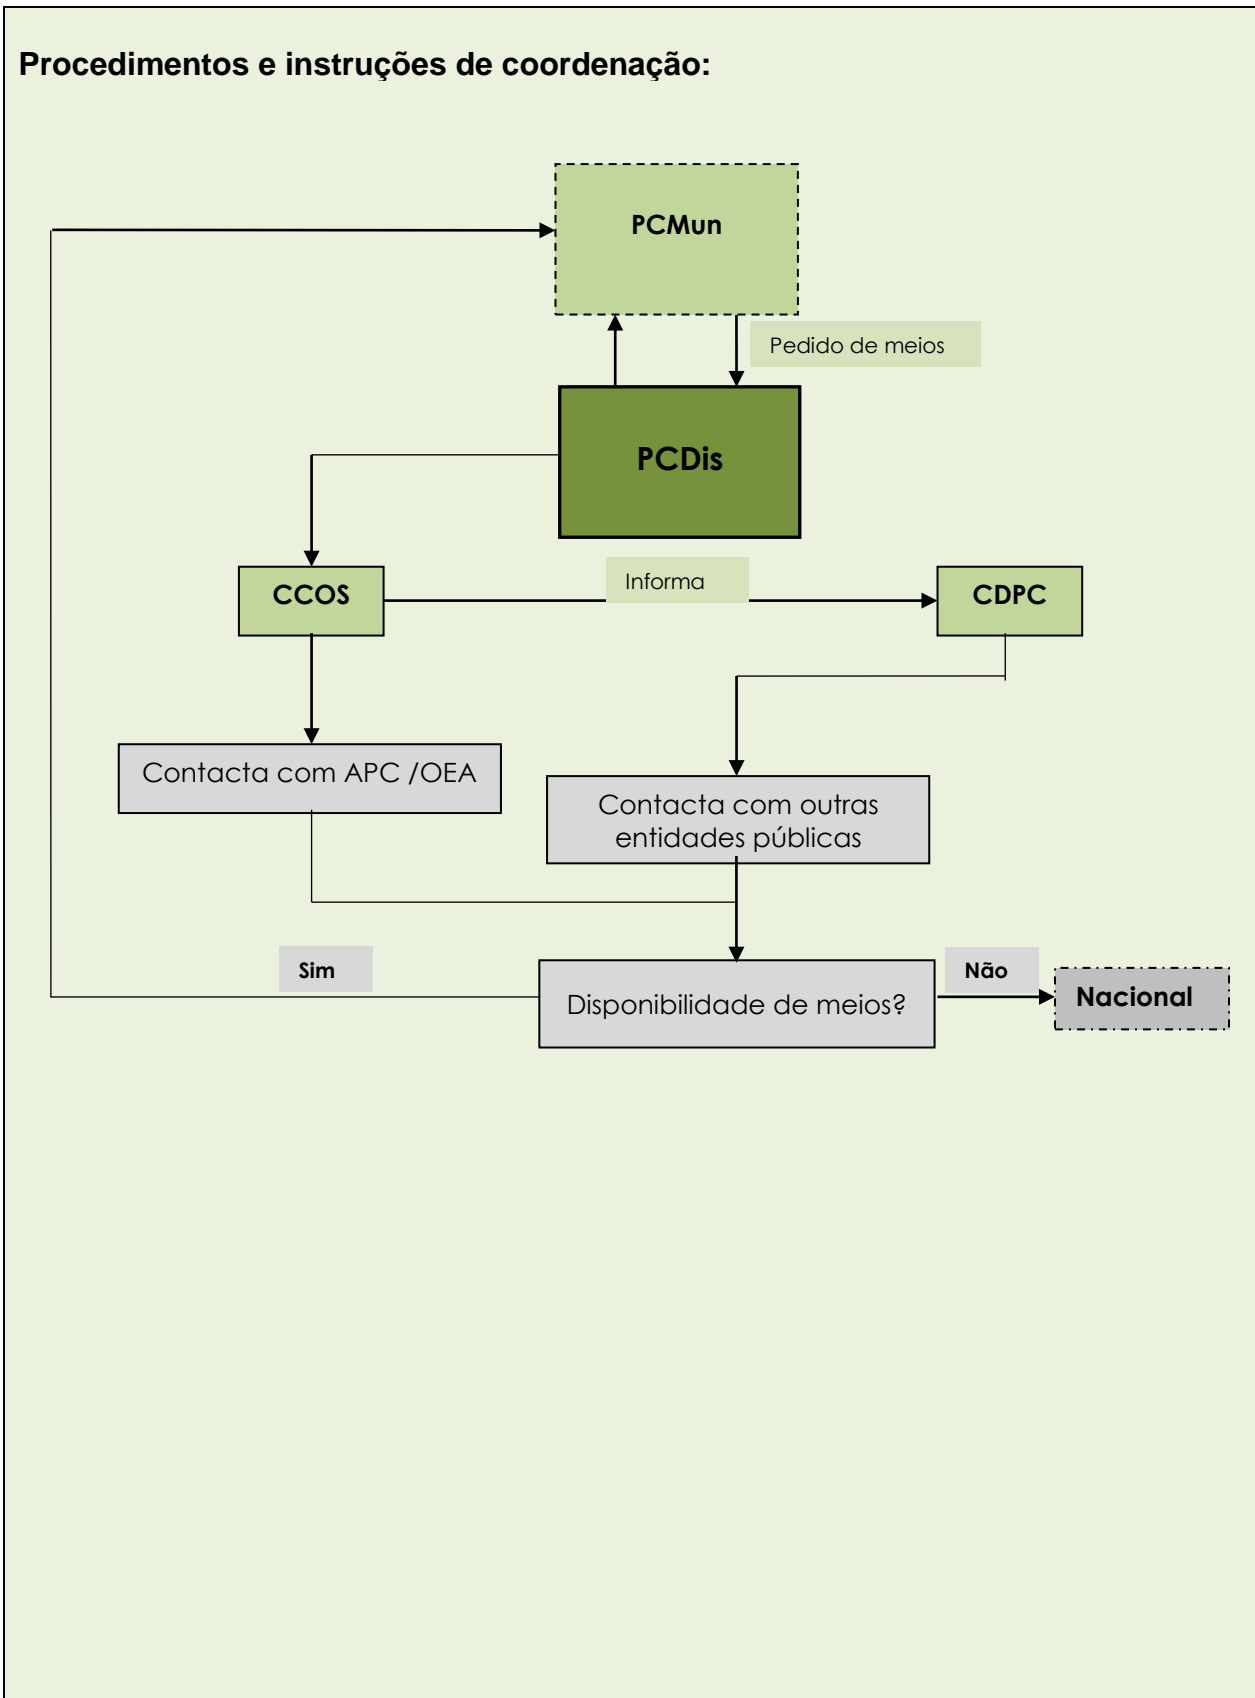 Procedimentos e instruções de coordenação:
PCMun
Pedido de meios
PCDis
CCOS
Informa
CDPC
Contacta com APC /OEA
Contacta com outras
entidades públicas
Sim
Não
Disponibilidade de meios?
Nacional